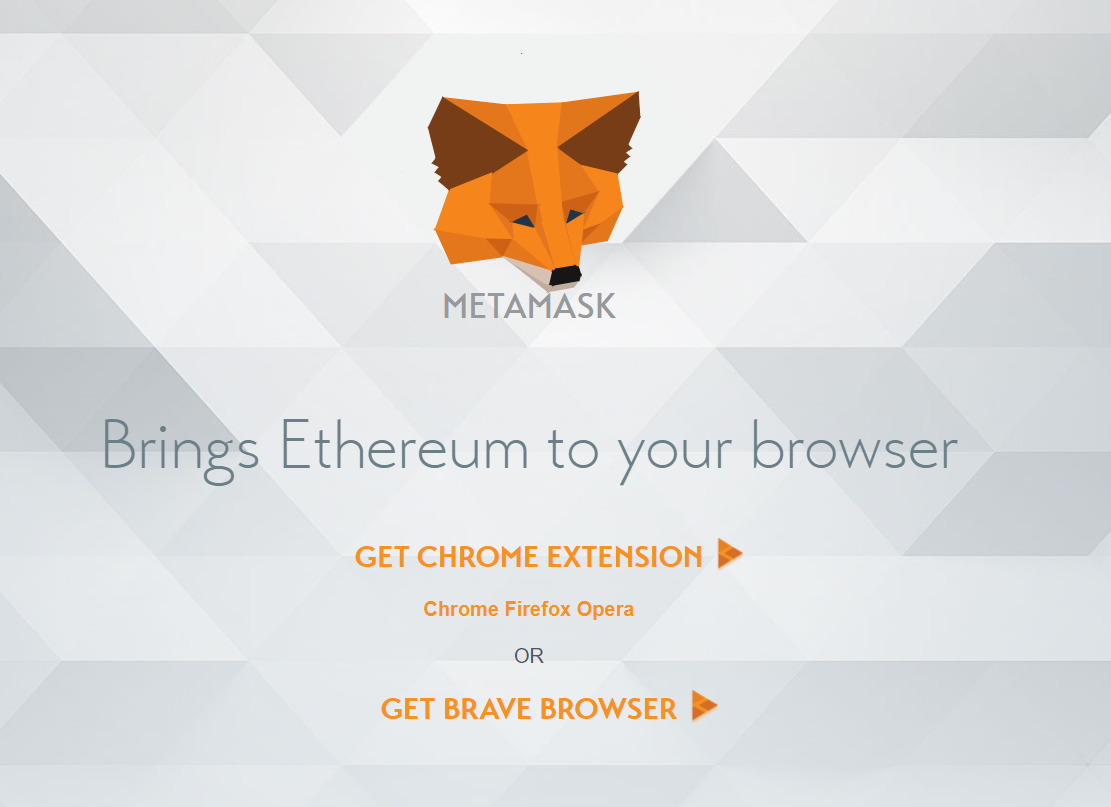 METAMASK
Brings Ethereum to your browser
GET CHROME EXTENSION
Chrome Firefox Opera
OR
GET BRAVE BROWSER